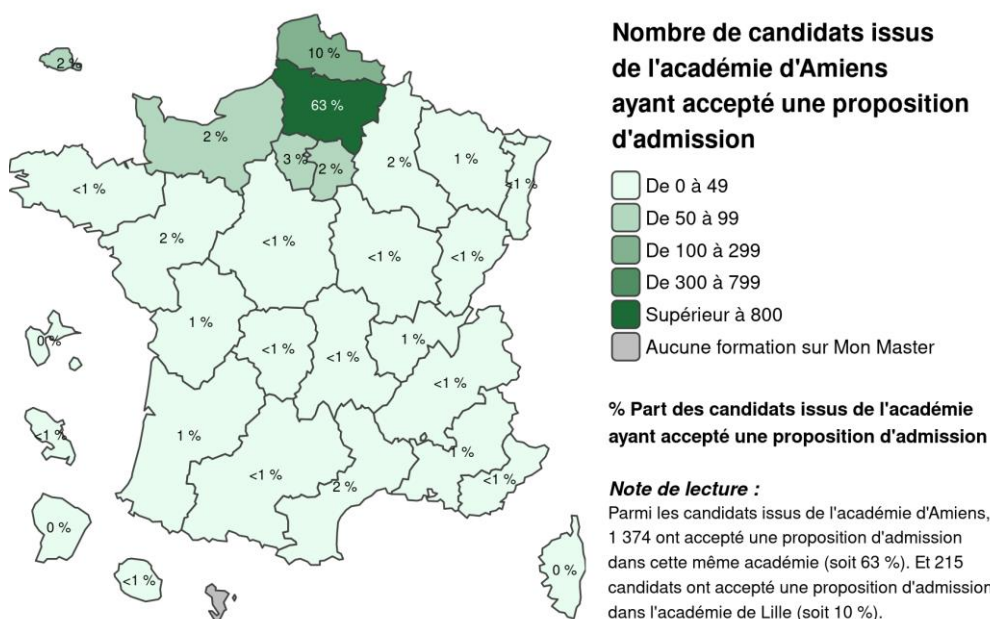 Nombre de candidats issus
de l'académie d'Amiens
ayant accepté une proposition
d'admission
De 0 à 49
De 50 à 99
De 100 à 299
De 300 à 799
Supérieur à 800
Aucune formation sur Mon Master
% Part des candidats issus de l'académie
ayant accepté une proposition d'admission
Note de lecture :
Parmi les candidats issus de l'académie d'Amiens,
1 374 ont accepté une proposition d'admission
dans cette même académie (soit 63 %). Et 215
candidats ont accepté une proposition d'admission
dans l'académie de Lille (soit 10 %).
10 %
2 %
63 %
2 %
3 %
2 %
2 %
1 %
<1 %
<1 %
2 %
<1 %
<1 %
<1 %
1 %
0 %
<1 %
<1 %
1 %
<1 %
<1 %
1 %
1 %
<1 %
2 %
<1 %
0 %
<1 %
0 %